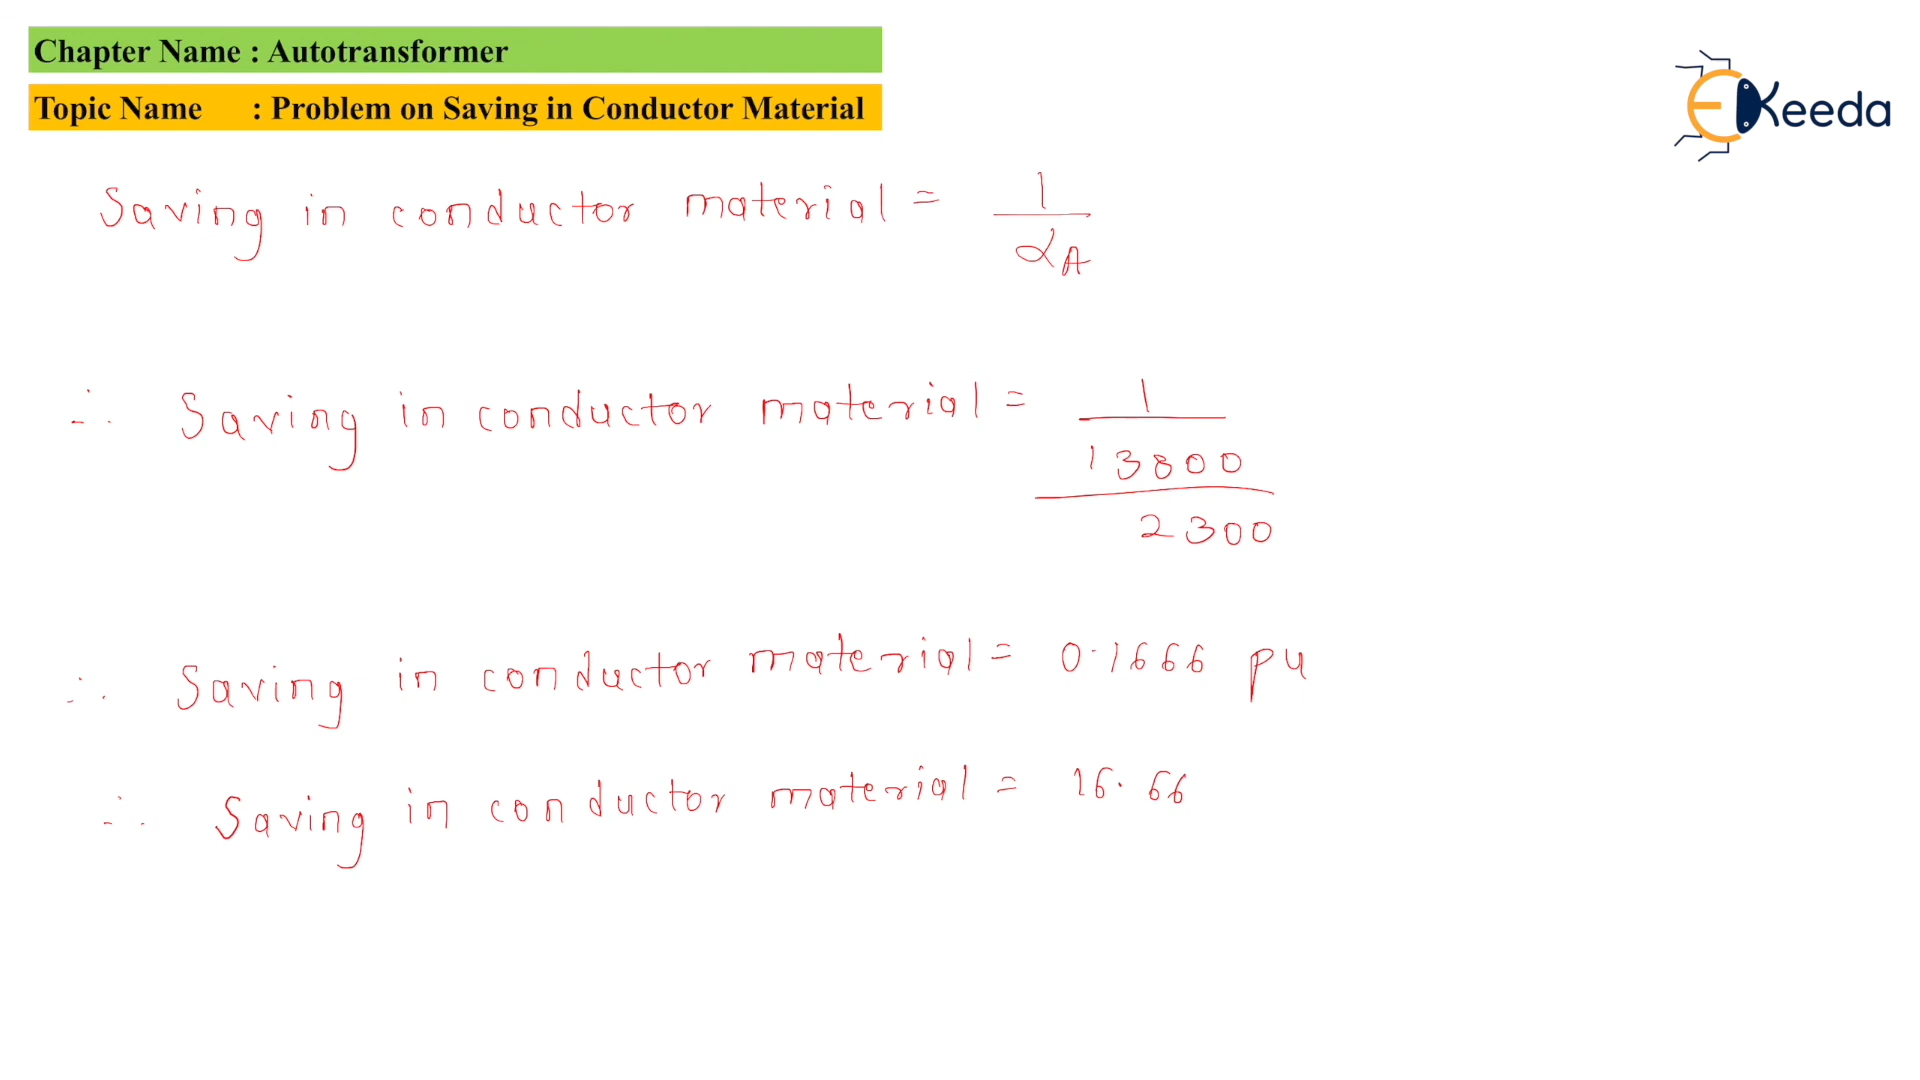 Chapter Name : Autotransformer
Topic Name : Problem on Saving in Conductor Material
EKeeda
Saving in conductor material = 1 / αA
∴ Saving in conductor material = 1 / 13800 / 2300
∴ Saving in conductor material = 0.1666 pu
∴ Saving in conductor material = 16.66